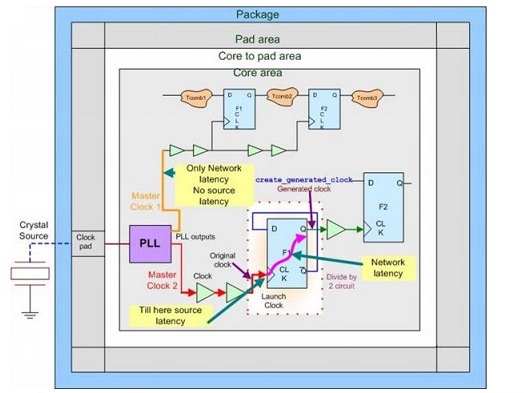 Package
Pad area
Core to pad area
Core area
Tcomb1
D
Q
F1
C
L
K
Tcomb2
D
Q
F2
C
L
K
Tcomb3
Only Network
latency
No source
latency
Master
Clock 1
create_generated_clock
Generated clock
D
Q
F2
CL
K
Crystal
Source
Clock
pad
PLL
PLL outputs
Original
clock
D
Q
F1
CL
K
Q
Network
latency
Master
Clock 2
Clock
Launch
Clock
Divide by
2 circuit
Till here source
latency